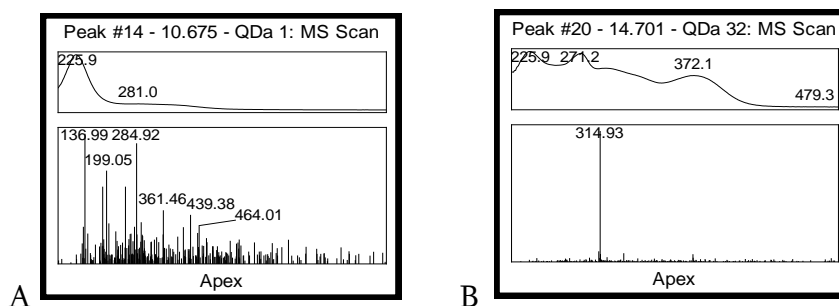 Peak #14 - 10.675 - QDa 1: MS Scan
225.9
281.0
136.99 284.92
199.05
361.46
439.38
464.01
Apex
A
Peak #20 - 14.701 - QDa 32: MS Scan
225.9 271.2
372.1
479.3
314.93
Apex
B